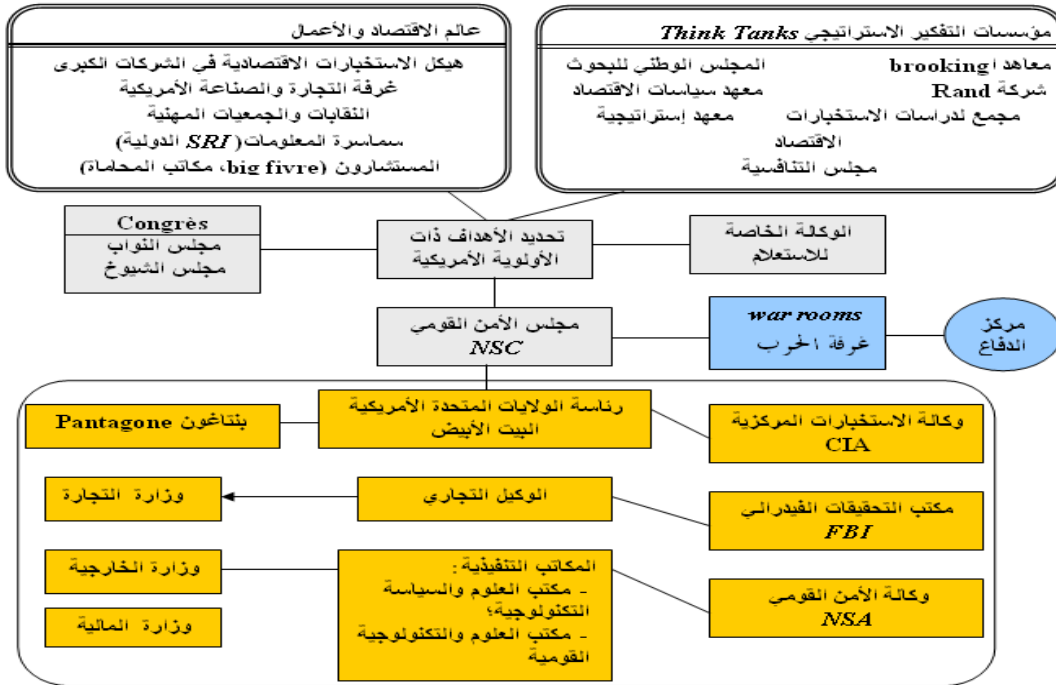 مؤسسات التفكير الاستراتيجي Think Tanks
معاهد brooking ا المجلس الوطني للبحوث
شركة Rand معهد سياسات الاقتصاد
مجمع لدراسات الاستخبارات معهد إستراتيجية
الاقتصاد
مجلس التنافسية
عالم الاقتصاد والأعمال
هيكل الاستخبارات الاقتصادية في الشركات الكبرى
غرفة التجارة والصناعة الأمريكية
النقابات والجمعيات المهنية
سماسرة المعلومات( SRI الدولية)
المستشارون (big fivre، مكاتب المحاماة)
الوكالة الخاصة
للاستعلام
تحديد الأهداف ذات
الأولوية الأمريكية
Congrès
مجلس النواب
مجلس الشيوخ
مركز
الدفاع
war rooms
غرفة الحرب
مجلس الأمن القومي
NSC
وكالة الاستخبارات المركزية
CIA
رئاسة الولايات المتحدة الأمريكية
البيت الأبيض
بنتاغون Pantagone
مكتب التحقيقات الفيدرالي
FBI
الوكيل التجاري
وزارة التجارة
وكالة الأمن القومي
NSA
المكاتب التنفيذية:
- مكتب العلوم والسياسة
التكنولوجية؛
- مكتب العلوم والتكنولوجية
القومية
وزارة الخارجية
وزارة المالية